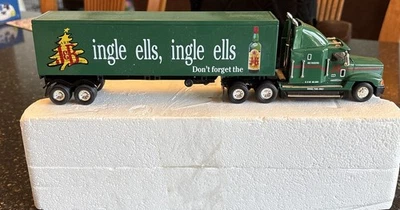 ingle ells, ingle ells
Don't forget the